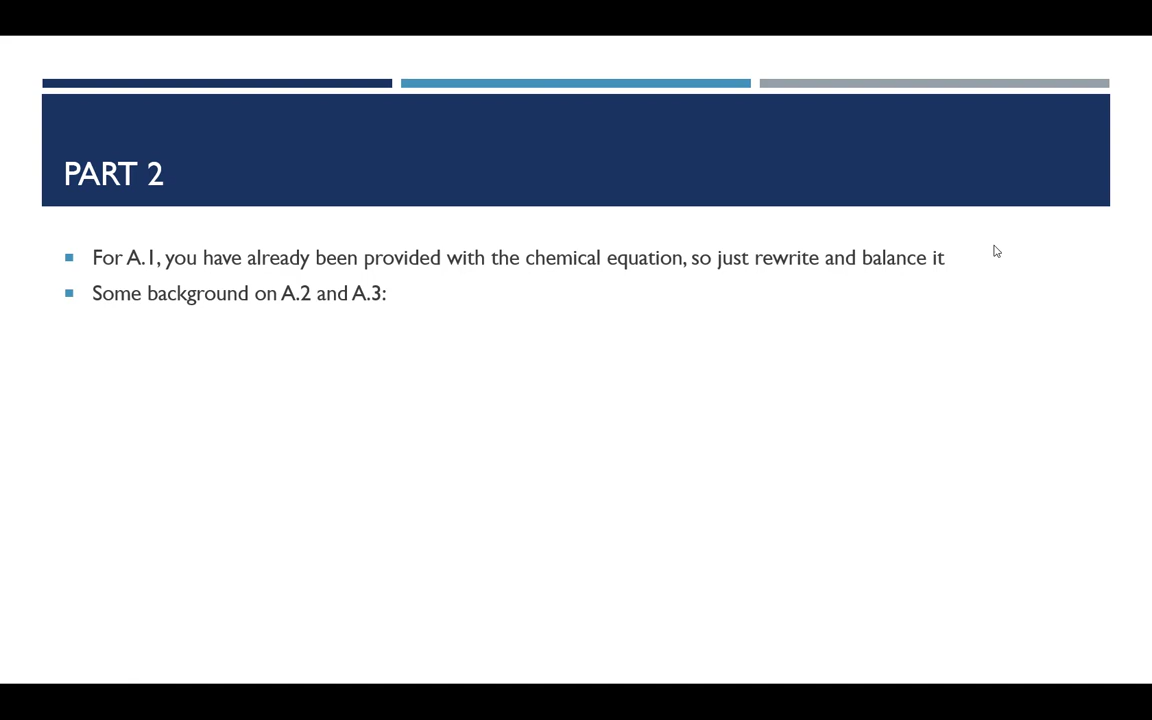 PART 2
For A.1, you have already been provided with the chemical equation, so just rewrite and balance it
Some background on A.2 and A.3: